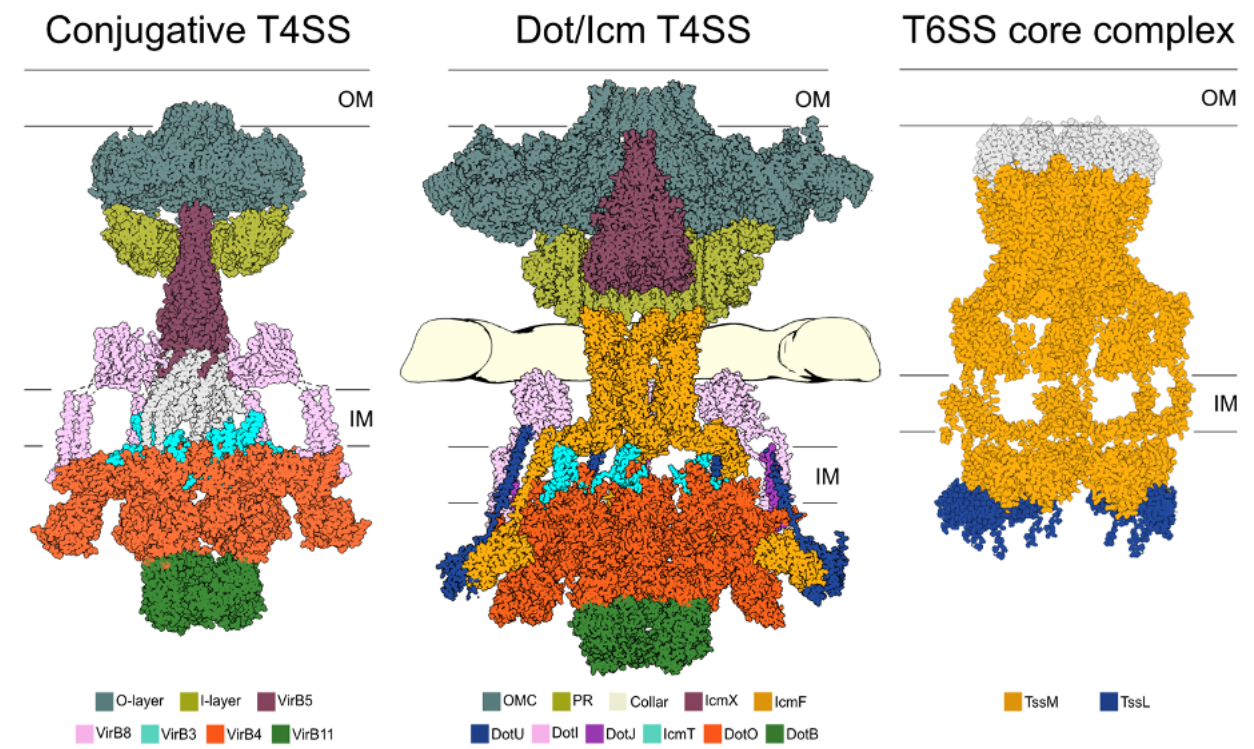 Conjugative T4SS
Dot/Icm T4SS
T6SS core complex
OM
OM
OM
IM
IM
IM
O-layer I-layer VirB5
VirB8 VirB3 VirB4 VirB11
OMC PR Collar IcmX IcmF
DotU DotI DotJ IcmT DotO DotB
TssM TssL